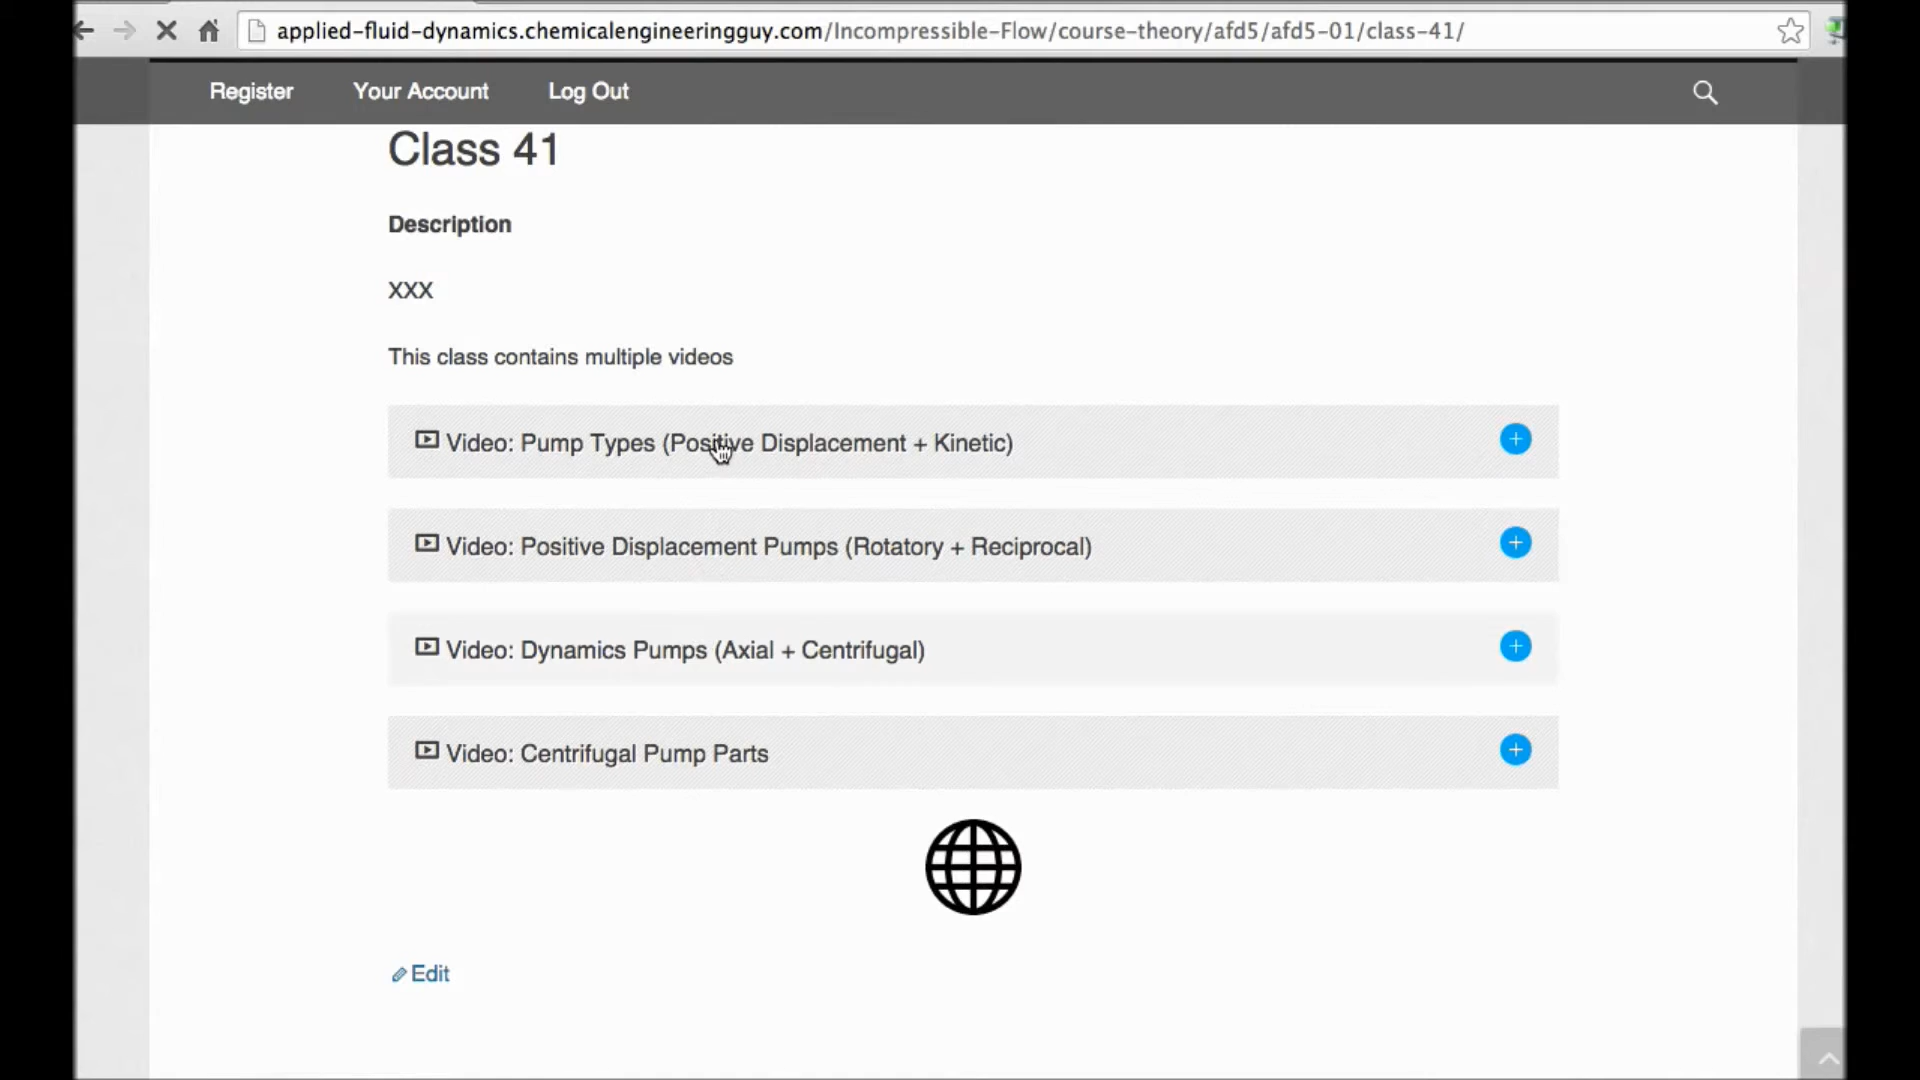 applied-fluid-dynamics.chemicalengineeringguy.com/Incompressible-Flow/course-theory/afd5/afd5-01/class-41/
Register Your Account Log Out
Class 41
Description
XXX
This class contains multiple videos
Video: Pump Types (Positive Displacement + Kinetic)
Video: Positive Displacement Pumps (Rotatory + Reciprocal)
Video: Dynamics Pumps (Axial + Centrifugal)
Video: Centrifugal Pump Parts
Edit